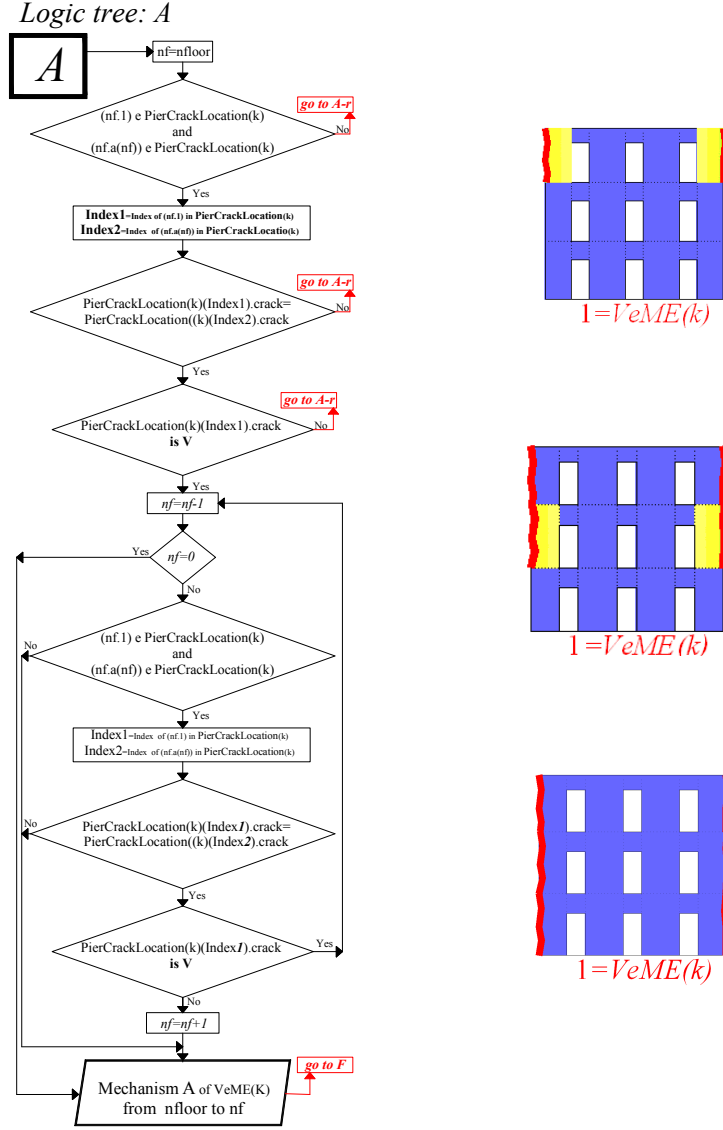 Logic tree: A
A
nf=nfloor
(nf.1) e PierCrackLocation(k)
and
(nf.a(nf)) e PierCrackLocation(k)
go to A-r
No
Yes
Index1=Index of (nf.1) in PierCrackLocation(k)
Index2=Index of (nf.a(nf)) in PierCrackLocatio(k)
PierCrackLocation(k)(Index1).crack=
PierCrackLocation((k)(Index2).crack
go to A-r
No
Yes
PierCrackLocation(k)(Index1).crack
is V
go to A-r
No
Yes
nf=nf-1
nf=0
Yes
No
(nf.1) e PierCrackLocation(k)
and
(nf.a(nf)) e PierCrackLocation(k)
No
Yes
Index1=Index of (nf.1) in PierCrackLocation(k)
Index2=Index of (nf.a(nf)) in PierCrackLocation(k)
PierCrackLocation(k)(Index1).crack=
PierCrackLocation((k)(Index2).crack
No
Yes
PierCrackLocation(k)(Index1).crack
is V
Yes
No
nf=nf+1
Mechanism A of VeME(K)
from nfloor to nf
go to F
1=VeME(k)
1=VeME(k)
1=VeME(k)